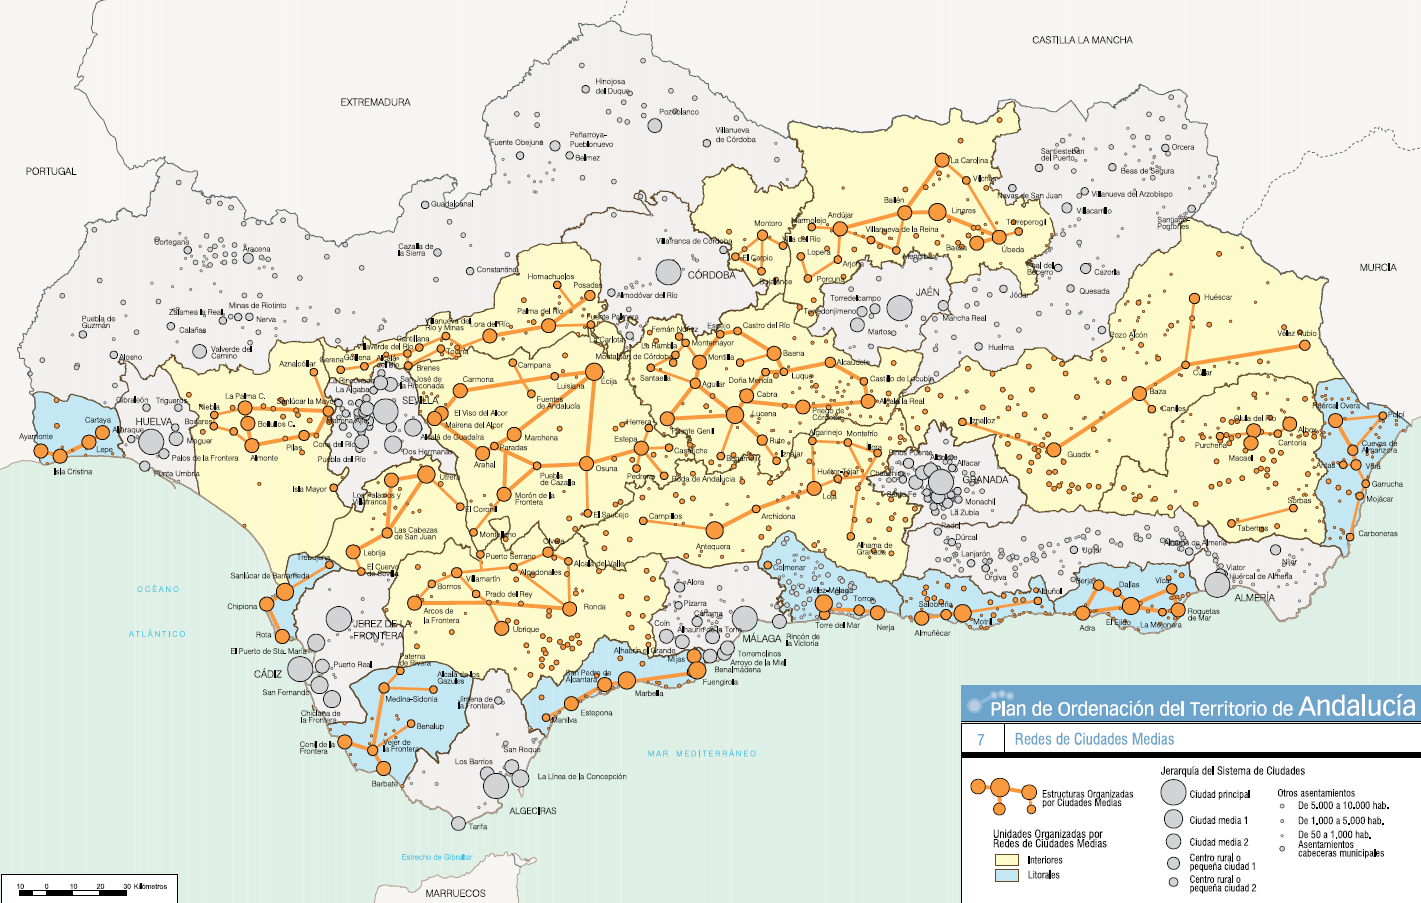 CASTILLA LA MANCHA
EXTREMADURA
PORTUGAL
MURCIA
Hinojosa
del Duque
Pozoblanco
Villanueva
de Córdoba
Peñarroya-
Pueblonuevo
Fuente Obejuna
Belmez
Guadalcanal
Cazalla de
la Sierra
Constantina
Cortegana
Aracena
Minas de Riotinto
Zalamea la Real
Nerva
Puebla de
Guzmán
Calañas
Valverde del
Camino
Alosno
Villafranca de Córdoba
CÓRDOBA
Almodóvar del Río
Hornachuelos
Posadas
Palma del Río
Fuente Palmera
La Carlota
Montoro
Villa del Río
El Carpio
Bujalance
Marmolejo
Andújar
Bailén
Linares
La Carolina
Vilches
Villanueva de la Reina
Mengíbar
Lopera
Arjona
Porcuna
Baeza
Úbeda
Torreperogil
Navas de San Juan
Santiesteban
del Puerto
Orcera
Beas de Segura
Villanueva del Arzobispo
Villacarrillo
Santiago
Pontones
Cazorla
Quesada
Jódar
Huelma
Mancha Real
JAÉN
Torredelcampo
Torredonjimeno
Martos
Pozo Alcón
Huéscar
Vélez Rubio
Cúllar
Baza
Caniles
Guadix
Iznalloz
Villanueva del
Río y Minas
Lora del Río
Cantillana
Villaverde del Río
Tocina
Brenes
Gerena
Guillena
Aznalcóllar
La Rinconada
San José de
la Rinconada
La Algaba
SEVILLA
Sanlúcar la Mayor
Coria del Río
Puebla del Río
Dos Hermanas
Alcalá de Guadaíra
Mairena del Alcor
El Viso del Alcor
Carmona
Campana
Fuentes
de Andalucía
Luisiana
Écija
Marchena
Paradas
Arahal
Puebla
de Cazalla
Morón de la
Frontera
Osuna
El Saucejo
Estepa
Herrera
Casariche
Pedrera
Roda de Andalucía
Puente Genil
Fernán Núñez
La Rambla
Montemayor
Montalbán de Córdoba
Santaella
Montilla
Aguilar
Espejo
Castro del Río
Baena
Doña Mencía
Luque
Cabra
Lucena
Priego de
Córdoba
Rute
Iznájar
Benamejí
Alcaudete
Castillo de Locubín
Alcalá la Real
Algarinejo
Montefrío
Íllora
Huétor-Tájar
Loja
Alhama de
Granada
Pinos Puente
Santa Fe
Alfacar
GRANADA
Monachil
La Zubia
Padul
Dúrcal
Lanjarón
Órgiva
Ugíjar
Gibraleón
Trigueros
HUELVA
Aljaraque
Moguer
Palos de la Frontera
Punta Umbría
Cartaya
Lepe
Ayamonte
Isla Cristina
Niebla
La Palma C.
Bonares
Bollullos C.
Almonte
Pilas
Isla Mayor
Los Palacios y
Villafranca
Utrera
El Coronil
Montellano
Las Cabezas
de San Juan
Lebrija
El Cuervo
de Sevilla
Trebujena
Sanlúcar de Barrameda
Chipiona
Rota
El Puerto de Sta. María
JEREZ DE LA
FRONTERA
CÁDIZ
Puerto Real
San Fernando
Chiclana de
la Frontera
Conil de la
Frontera
Vejer de
la Frontera
Barbate
Benalup
Medina-Sidonia
Paterna
de Rivera
Alcalá de los
Gazules
Jimena de
la Frontera
Los Barrios
San Roque
La Línea de la Concepción
ALGECIRAS
Tarifa
Puerto Serrano
Olvera
Algodonales
Alcalá del Valle
Villamartín
Bornos
Prado del Rey
Arcos de
la Frontera
Ronda
Ubrique
Campillos
Archidona
Antequera
Álora
Pizarra
Cártama
Coín
Alhaurín de la Torre
Alhaurín el Grande
MÁLAGA
Torremolinos
Arroyo de la Miel
Benalmádena
Mijas
Fuengirola
Marbella
San Pedro de
Alcántara
Estepona
Manilva
Rincón de
la Victoria
Colmenar
Vélez-Málaga
Torre del Mar
Torrox
Nerja
Almuñécar
Salobreña
Motril
Albuñol
Adra
Berja
Dalías
El Ejido
La Mojonera
Vícar
Roquetas
de Mar
ALMERÍA
Viator
Huércal de Almería
Níjar
Alhama de Almería
Tabernas
Sorbas
Carboneras
Mojácar
Garrucha
Vera
Antas
Cuevas de
Almanzora
Pulpí
Huércal Overa
Albox
Olula del Río
Cantoria
Macael
Purchena
OCÉANO
ATLÁNTICO
MAR MEDITERRÁNEO
Estrecho de Gibraltar
MARRUECOS
10 0 10 20 30 Kilómetros
Plan de Ordenación del Territorio de Andalucía
7 Redes de Ciudades Medias
Estructuras Organizadas
por Ciudades Medias
Unidades Organizadas por
Redes de Ciudades Medias
Interiores
Litorales
Jerarquía del Sistema de Ciudades
Ciudad principal
Ciudad media 1
Ciudad media 2
Centro rural o
pequeña ciudad 1
Centro rural o
pequeña ciudad 2
Otros asentamientos
De 5.000 a 10.000 hab.
De 1.000 a 5.000 hab.
De 50 a 1.000 hab.
Asentamientos
cabeceras municipales